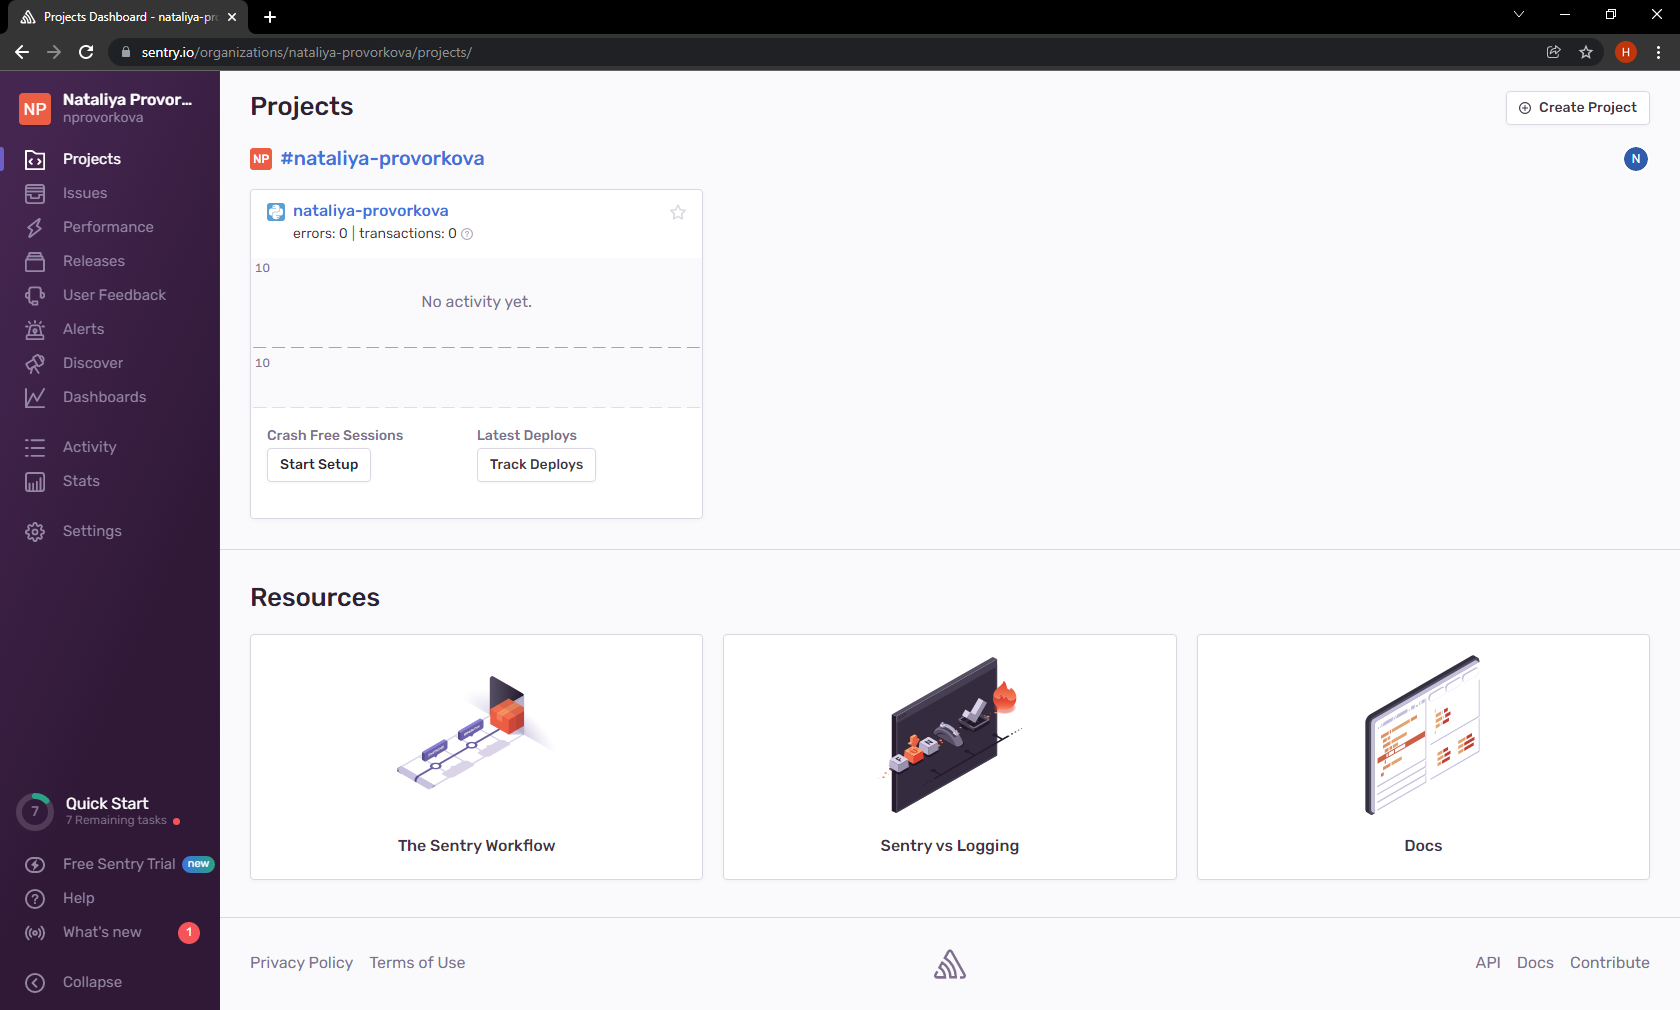 Projects Dashboard - nataliya-pro
sentry.io/organizations/nataliya-provorkova/projects/
H
NP
Nataliya Provor...
nprovorkova
Projects
Issues
Performance
Releases
User Feedback
Alerts
Discover
Dashboards
Activity
Stats
Settings
7
Quick Start
7 Remaining tasks
Free Sentry Trial new
Help
What's new 1
Collapse
Projects
Create Project
NP #nataliya-provorkova
N
nataliya-provorkova
errors: 0 | transactions: 0
10
No activity yet.
10
Crash Free Sessions
Latest Deploys
Start Setup
Track Deploys
Resources
The Sentry Workflow
Sentry vs Logging
Docs
Privacy Policy
Terms of Use
API
Docs
Contribute